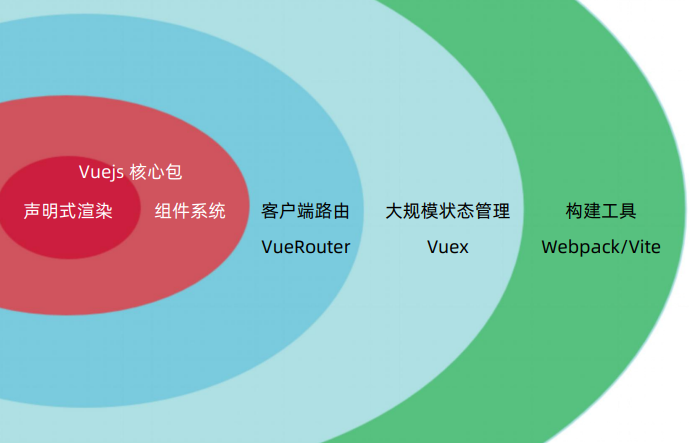 Vuejs 核心包
声明式渲染
组件系统
客户端路由
VueRouter
大规模状态管理
Vuex
构建工具
Webpack/Vite